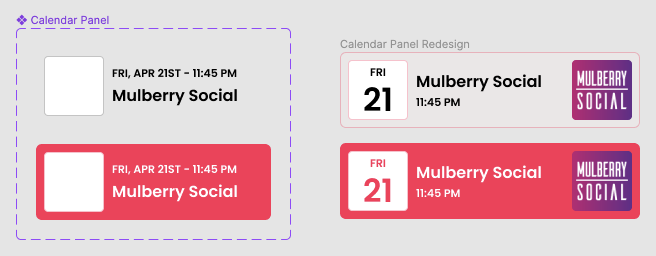 Calendar Panel
FRI, APR 21ST - 11:45 PM
Mulberry Social
FRI, APR 21ST - 11:45 PM
Mulberry Social
Calendar Panel Redesign
FRI
21
Mulberry Social
11:45 PM
MULBERRY
SOCIAL
FRI
21
Mulberry Social
11:45 PM
MULBERRY
SOCIAL